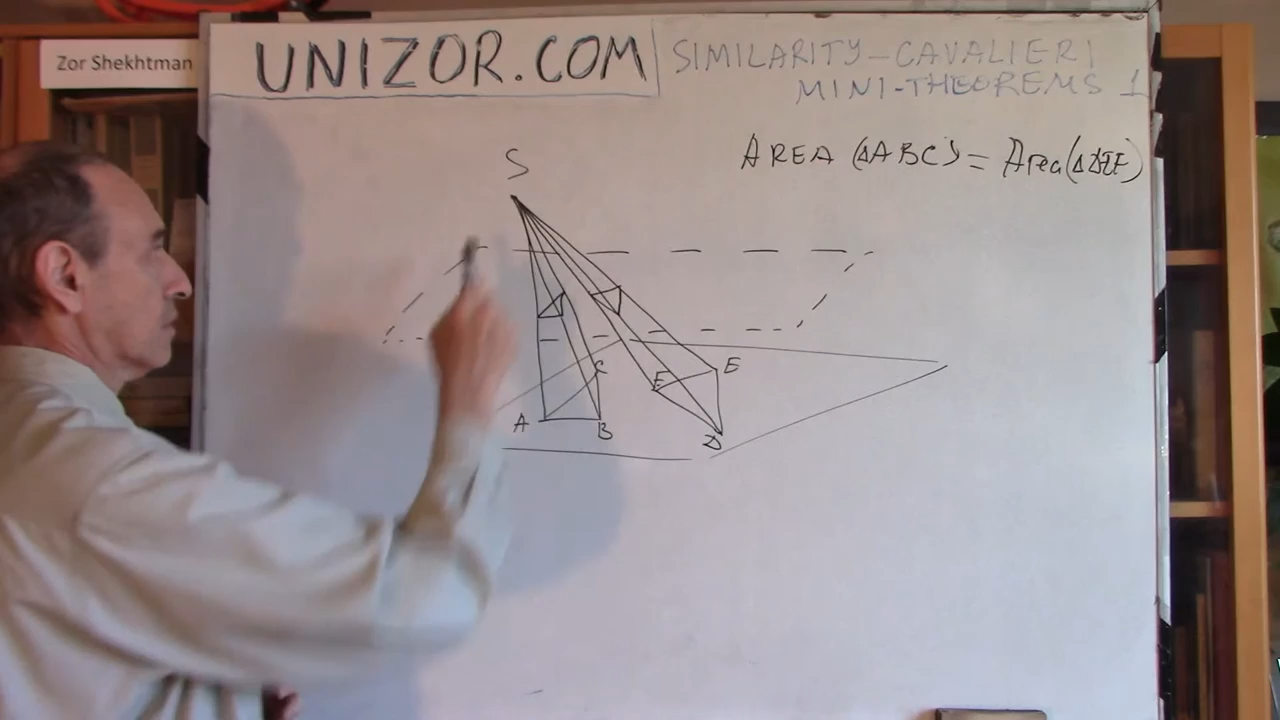 Zor Shekhtman
UNIZOR.COM
SIMILARITY-CAVALIERI
MINI-THEOREMS 1
AREA (ΔABC) = Area(ΔDEF)
S
C
E
E
A
B
D